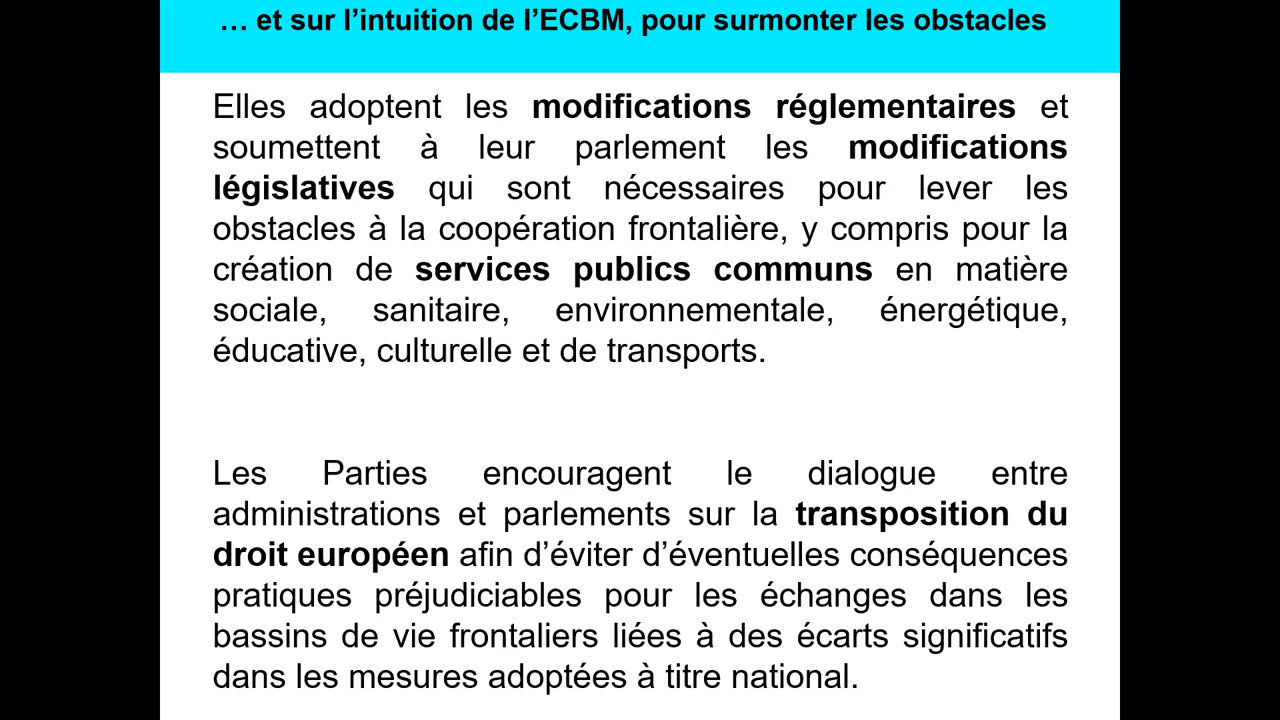 … et sur l’intuition de l’ECBM, pour surmonter les obstacles
Elles adoptent les modifications réglementaires et
soumettent à leur parlement les modifications
législatives qui sont nécessaires pour lever les
obstacles à la coopération frontalière, y compris pour la
création de services publics communs en matière
sociale, sanitaire, environnementale, énergétique,
éducative, culturelle et de transports.
Les Parties encouragent le dialogue entre
administrations et parlements sur la transposition du
droit européen afin d’éviter d’éventuelles conséquences
pratiques préjudiciables pour les échanges dans les
bassins de vie frontaliers liées à des écarts significatifs
dans les mesures adoptées à titre national.